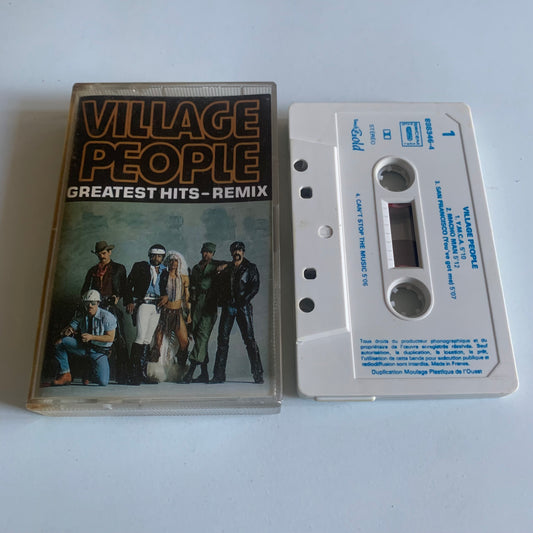 VILLAGE
PEOPLE
GREATEST HITS – REMIX
Gold
STEREO
838346-4
1
VILLAGE PEOPLE
1. Y.M.C.A. 5'10
2. MACHO MAN 5'12
3. SAN FRANCISCO (You've got me) 5'07
4. CAN'T STOP THE MUSIC 5'06
Tous droits du producteur phonographique et du
propriétaire de l'œuvre enregistrée réservés. Sauf
autorisation, la duplication, la location, le prêt,
l'utilisation de cette bande pour exécution publique et
radiodiffusion sont interdits. Made in France.
Duplication Moulage Plastique de l'Ouest